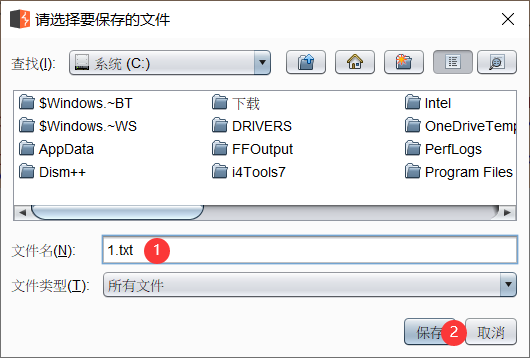 请选择要保存的文件
查找(I): 系统 (C:)
$Windows.~BT 下载 Intel
$Windows.~WS DRIVERS OneDriveTemp
AppData FFOutput PerfLogs
Dism++ i4Tools7 Program Files
文件名(N): 1.txt 1
文件类型(T): 所有文件
保存 2 取消